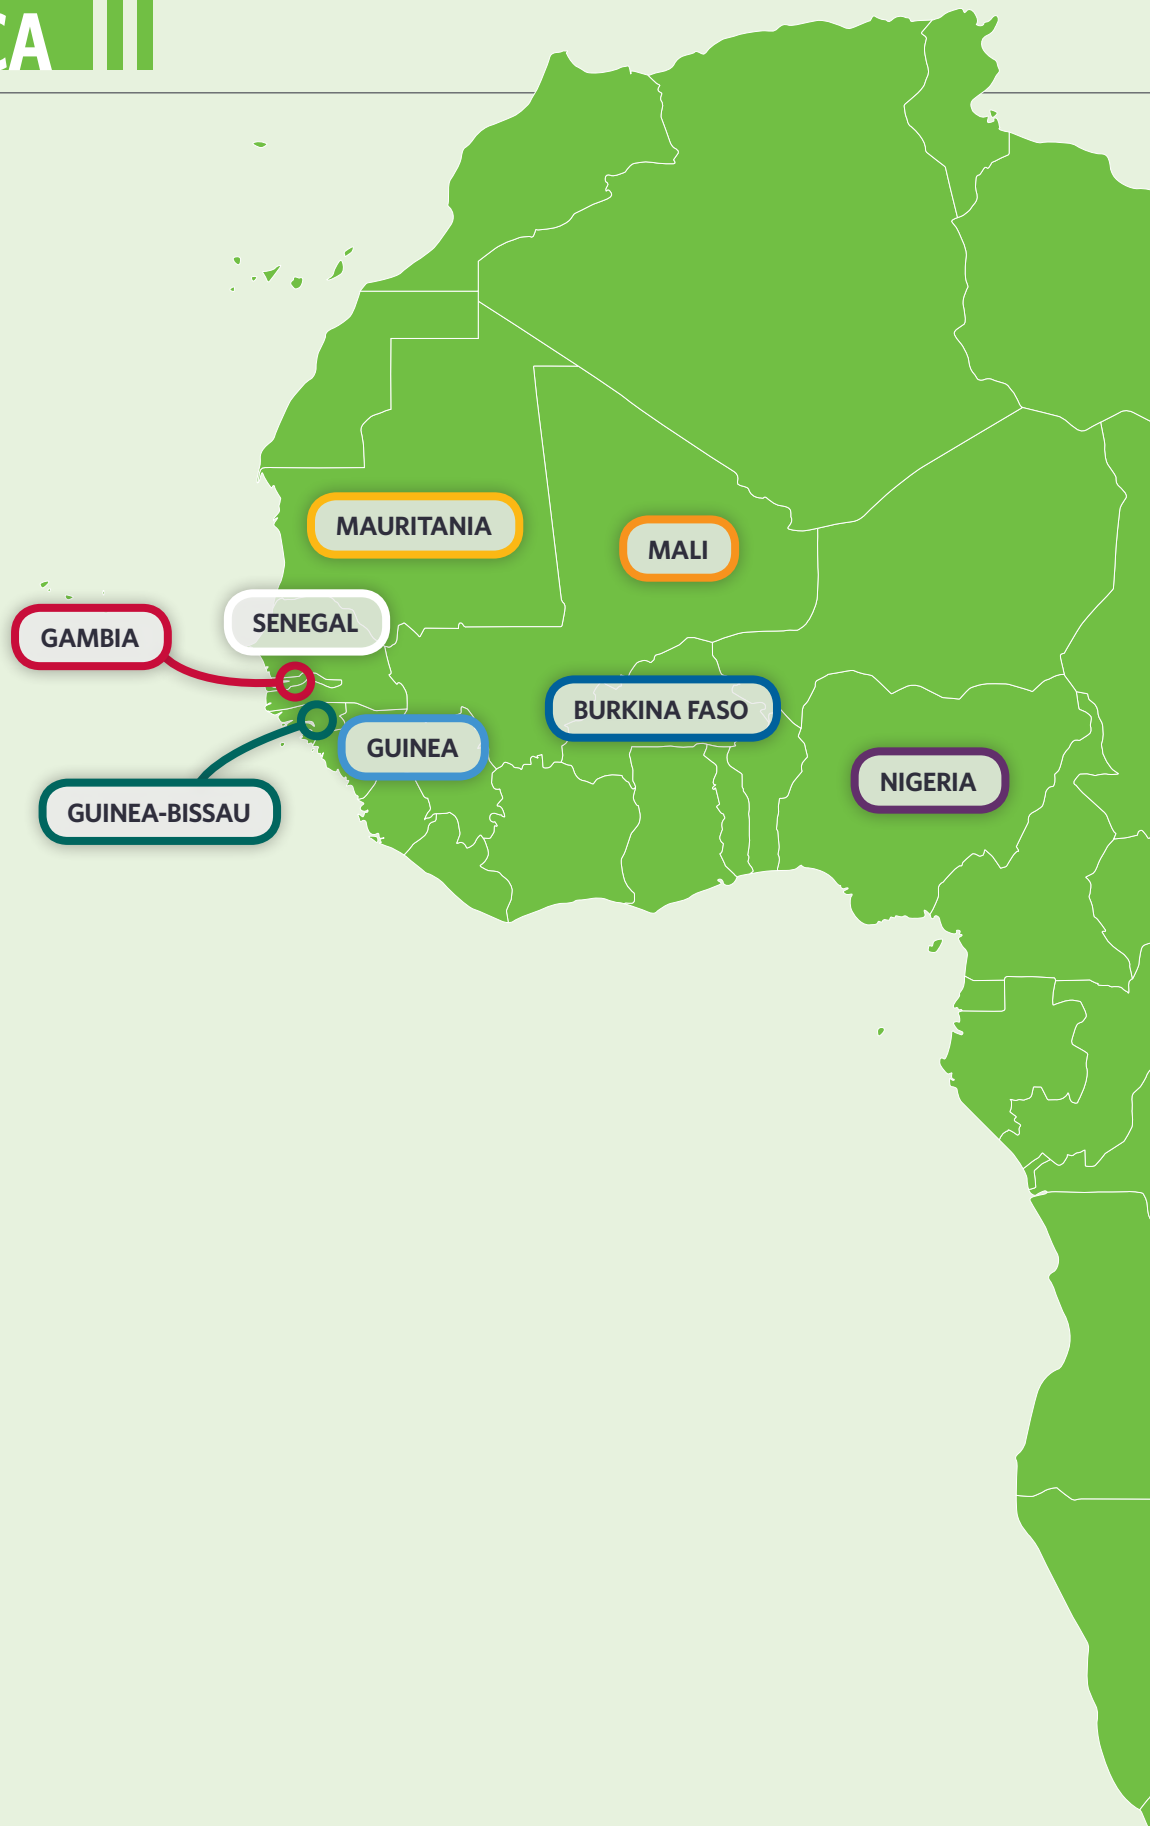 CA
MAURITANIA
MALI
SENEGAL
GAMBIA
BURKINA FASO
GUINEA
NIGERIA
GUINEA-BISSAU